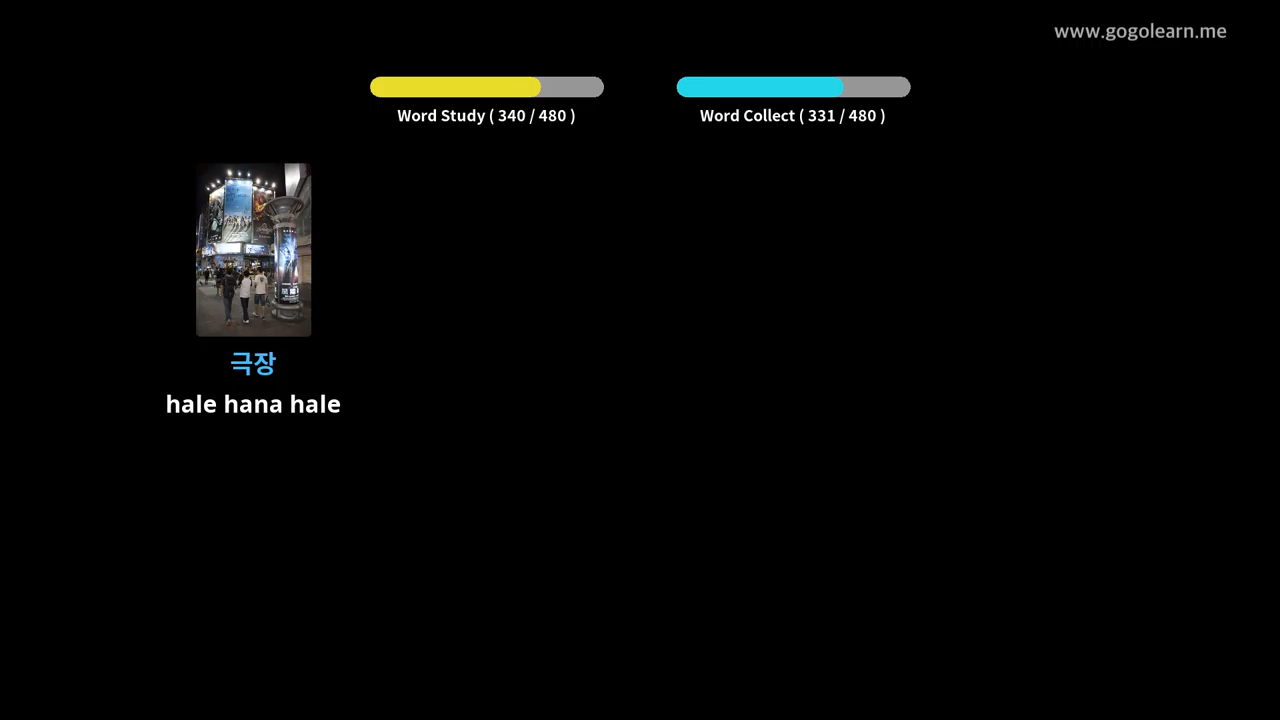 www.gogolearn.me
Word Study ( 340 / 480 )
Word Collect ( 331 / 480 )
극장
hale hana hale